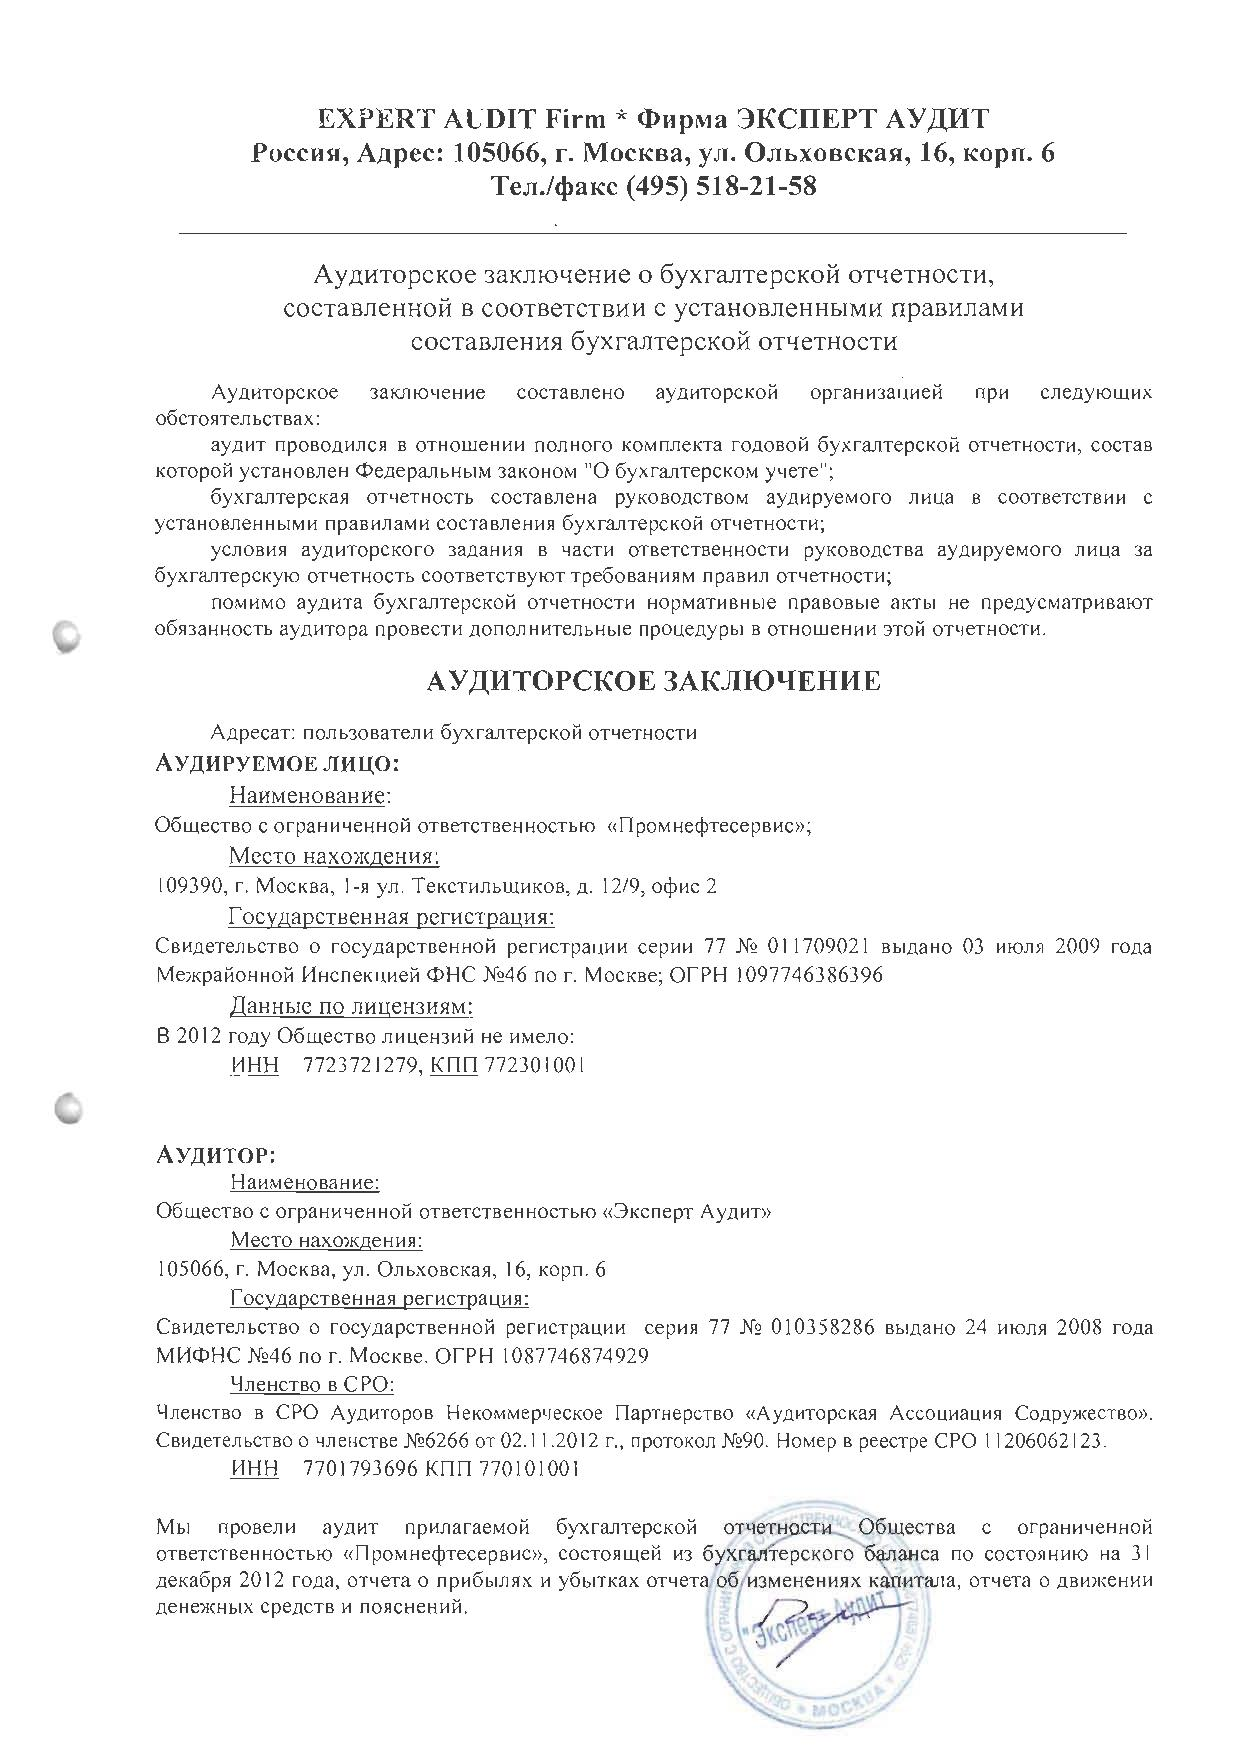 EXPERT AUDIT Firm * Фирма ЭКСПЕРТ АУДИТ
Россия, Адрес: 105066, г. Москва, ул. Ольховская, 16, корп. 6
Тел./факс (495) 518-21-58
Аудиторское заключение о бухгалтерской отчетности,
составленной в соответствии с установленными правилами
составления бухгалтерской отчетности
Аудиторское заключение составлено аудиторской организацией при следующих
обстоятельствах:
аудит проводился в отношении полного комплекта годовой бухгалтерской отчетности, состав
которой установлен Федеральным законом "О бухгалтерском учете";
бухгалтерская отчетность составлена руководством аудируемого лица в соответствии с
установленными правилами составления бухгалтерской отчетности;
условия аудиторского задания в части ответственности руководства аудируемого лица за
бухгалтерскую отчетность соответствуют требованиям правил отчетности;
помимо аудита бухгалтерской отчетности нормативные правовые акты не предусматривают
обязанность аудитора провести дополнительные процедуры в отношении этой отчетности.
АУДИТОРСКОЕ ЗАКЛЮЧЕНИЕ
Адресат: пользователи бухгалтерской отчетности
АУДИРУЕМОЕ ЛИЦО:
Наименование:
Общество с ограниченной ответственностью «Промнефтесервис»;
Место нахождения:
109390, г. Москва, 1-я ул. Текстильщиков, д. 12/9, офис 2
Государственная регистрация:
Свидетельство о государственной регистрации серии 77 № 011709021 выдано 03 июля 2009 года
Межрайонной Инспекцией ФНС №46 по г. Москве; ОГРН 1097746386396
Данные по лицензиям:
В 2012 году Общество лицензий не имело:
ИНН 7723721279, КПП 772301001
АУДИТОР:
Наименование:
Общество с ограниченной ответственностью «Эксперт Аудит»
Место нахождения:
105066, г. Москва, ул. Ольховская, 16, корп. 6
Государственная регистрация:
Свидетельство о государственной регистрации серия 77 № 010358286 выдано 24 июля 2008 года
МИФНС №46 по г. Москве. ОГРН 1087746874929
Членство в СРО:
Членство в СРО Аудиторов Некоммерческое Партнерство «Аудиторская Ассоциация Содружество».
Свидетельство о членстве №6266 от 02.11.2012 г., протокол №90. Номер в реестре СРО 11206062123.
ИНН 7701793696 КПП 770101001
Мы провели аудит прилагаемой бухгалтерской отчетности Общества с ограниченной
ответственностью «Промнефтесервис», состоящей из бухгалтерского баланса по состоянию на 31
декабря 2012 года, отчета о прибылях и убытках отчета об изменениях капитала, отчета о движении
денежных средств и пояснений.
"Эксперт Аудит"
МОСКВА